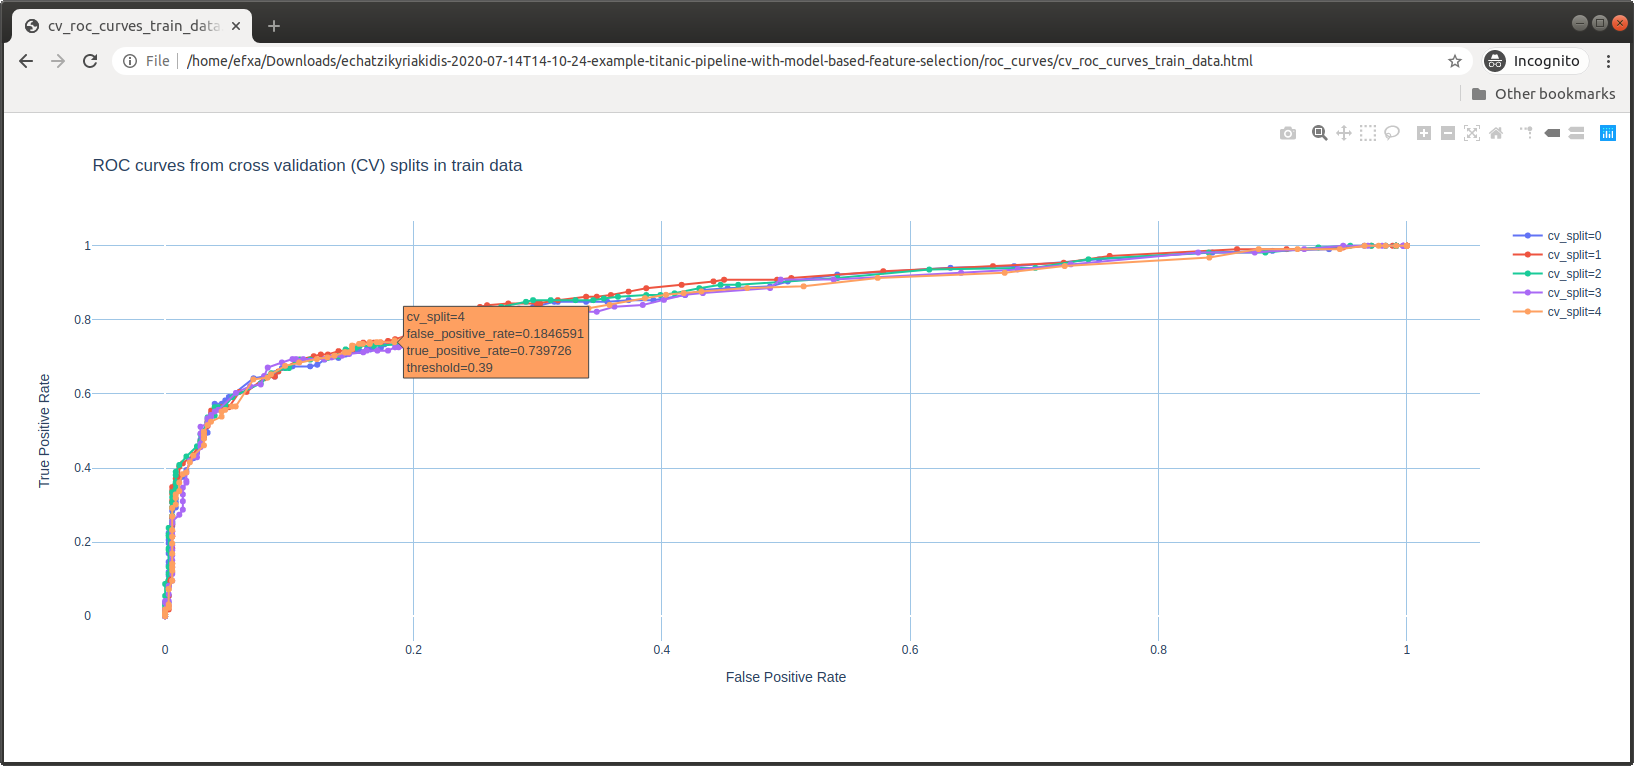 cv_roc_curves_train_data
File
/home/efxa/Downloads/echatzikyriakidis-2020-07-14T14-10-24-example-titanic-pipeline-with-model-based-feature-selection/roc_curves/cv_roc_curves_train_data.html
Incognito
Other bookmarks
ROC curves from cross validation (CV) splits in train data
cv_split=0
cv_split=1
cv_split=2
cv_split=3
cv_split=4
1
0.8
0.6
0.4
0.2
0
True Positive Rate
cv_split=4
false_positive_rate=0.1846591
true_positive_rate=0.739726
threshold=0.39
0
0.2
0.4
0.6
0.8
1
False Positive Rate